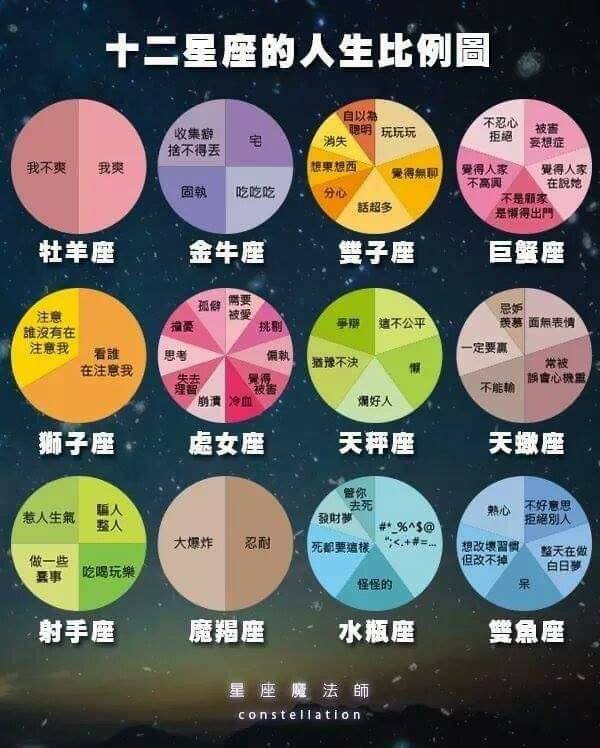 十二星座的人生比例圖
我不爽
我爽
牡羊座
收集癖
捨不得丟
宅
固執
吃吃吃
金牛座
自以為
聰明
玩玩玩
消失
想東想西
覺得無聊
分心
話超多
雙子座
不忍心
拒絕
被害
妄想症
覺得人家
不高興
覺得人家
在說她
不是顧家
是懶得出門
巨蟹座
注意
誰沒有在
注意我
看誰
在注意我
獅子座
孤僻
需要
被愛
擔憂
挑剔
思考
偏執
失去
理智
覺得
被害
崩潰
冷血
處女座
爭辯
這不公平
猶豫不決
懶
爛好人
天秤座
忌妒
羨慕
面無表情
一定要贏
常被
誤會心機重
不能輸
天蠍座
惹人生氣
騙人
整人
做一些
蠢事
吃喝玩樂
射手座
大爆炸
忍耐
魔羯座
管你
去死
發財夢
#*_%^$@
";<.+#=...
死都要這樣
怪怪的
水瓶座
熱心
不好意思
拒絕別人
想改壞習慣
但改不掉
整天在做
白日夢
呆
雙魚座
星座魔法師
constellation